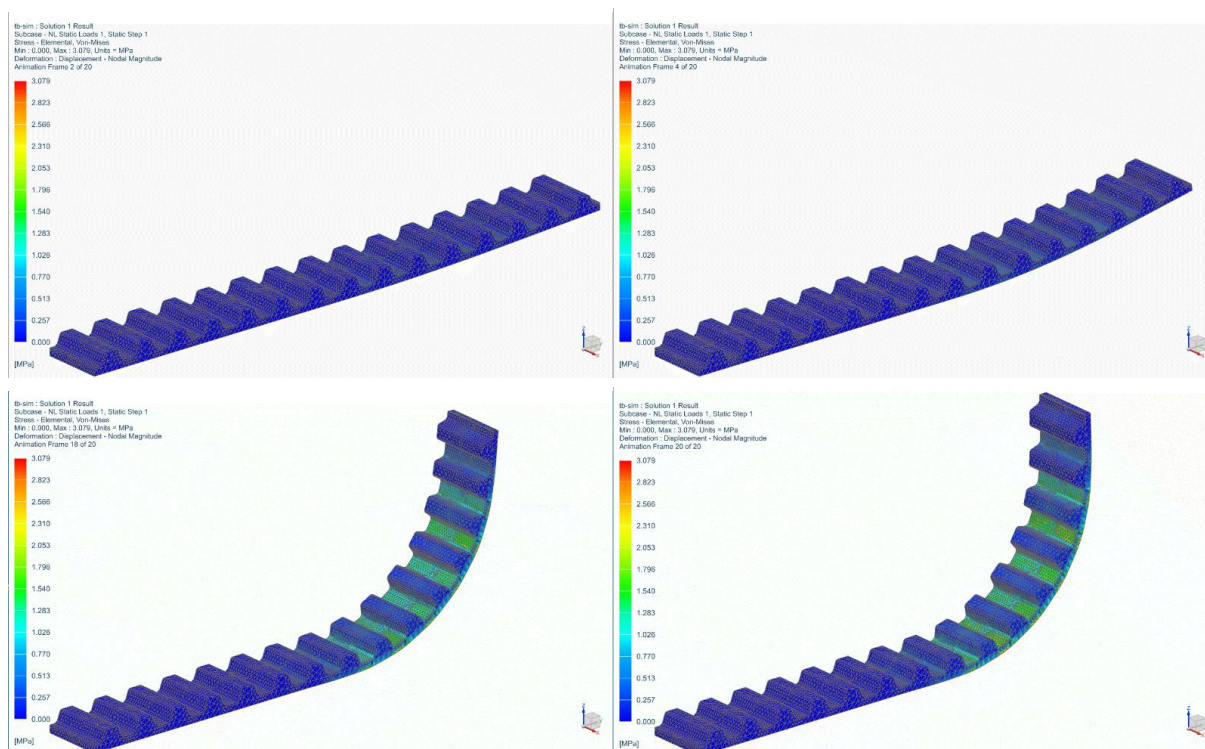 tb-sim : Solution 1 Result
Subcase - NL Static Loads 1, Static Step 1
Stress - Elemental, Von-Mises
Min : 0.000, Max : 3.079, Units = MPa
Deformation : Displacement - Nodal Magnitude
Animation Frame 2 of 20
3.079
2.823
2.566
2.310
2.053
1.796
1.540
1.283
1.026
0.770
0.513
0.257
0.000
[MPa]
Z
X
tb-sim : Solution 1 Result
Subcase - NL Static Loads 1, Static Step 1
Stress - Elemental, Von-Mises
Min : 0.000, Max : 3.079, Units = MPa
Deformation : Displacement - Nodal Magnitude
Animation Frame 4 of 20
3.079
2.823
2.566
2.310
2.053
1.796
1.540
1.283
1.026
0.770
0.513
0.257
0.000
[MPa]
Z
X
tb-sim : Solution 1 Result
Subcase - NL Static Loads 1, Static Step 1
Stress - Elemental, Von-Mises
Min : 0.000, Max : 3.079, Units = MPa
Deformation : Displacement - Nodal Magnitude
Animation Frame 18 of 20
3.079
2.823
2.566
2.310
2.053
1.796
1.540
1.283
1.026
0.770
0.513
0.257
0.000
[MPa]
Z
X
tb-sim : Solution 1 Result
Subcase - NL Static Loads 1, Static Step 1
Stress - Elemental, Von-Mises
Min : 0.000, Max : 3.079, Units = MPa
Deformation : Displacement - Nodal Magnitude
Animation Frame 20 of 20
3.079
2.823
2.566
2.310
2.053
1.796
1.540
1.283
1.026
0.770
0.513
0.257
0.000
[MPa]
Z
X